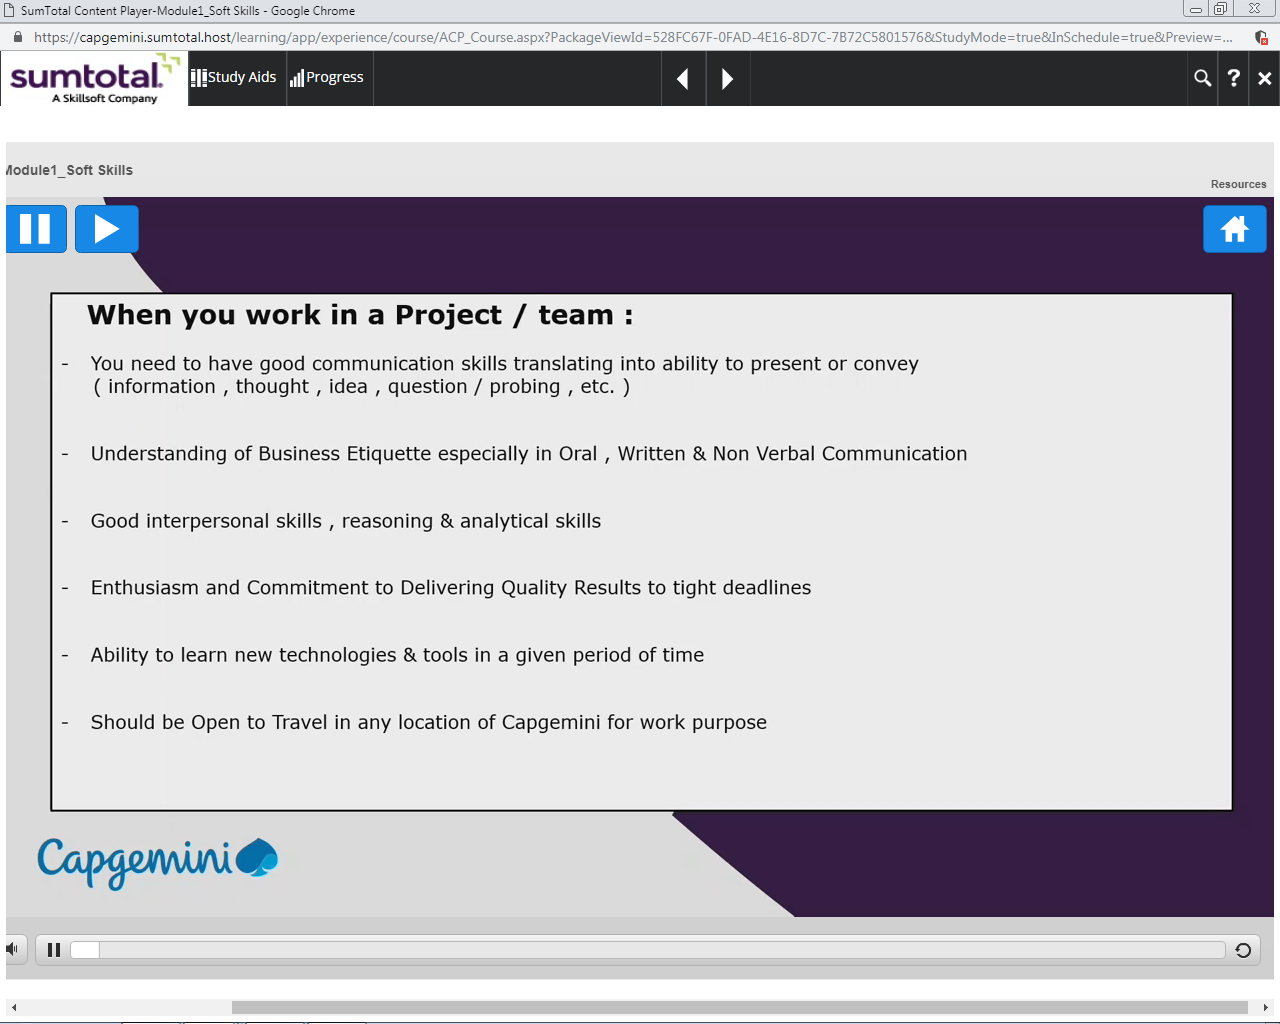 SumTotal Content Player-Module1_Soft Skills - Google Chrome
https://capgemini.sumtotal.host/learning/app/experience/course/ACP_Course.aspx?PackageViewId=528FC67F-0FAD-4E16-8D7C-7B72C5801576&StudyMode=true&InSchedule=true&Preview=...
sumtotal.
A Skillsoft Company
Study Aids
Progress
?
Module1_Soft Skills
Resources
When you work in a Project / team :
- You need to have good communication skills translating into ability to present or convey
( information , thought , idea , question / probing , etc. )
- Understanding of Business Etiquette especially in Oral , Written & Non Verbal Communication
- Good interpersonal skills , reasoning & analytical skills
- Enthusiasm and Commitment to Delivering Quality Results to tight deadlines
- Ability to learn new technologies & tools in a given period of time
- Should be Open to Travel in any location of Capgemini for work purpose
Capgemini